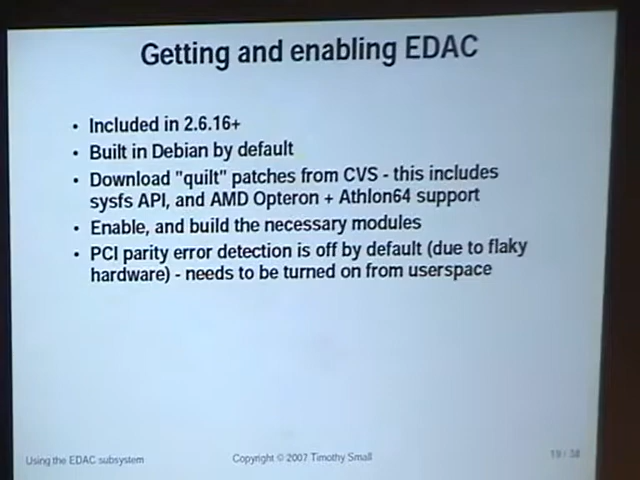 Getting and enabling EDAC
• Included in 2.6.16+
• Built in Debian by default
• Download "quilt" patches from CVS - this includes
sysfs API, and AMD Opteron + Athlon64 support
• Enable, and build the necessary modules
• PCI parity error detection is off by default (due to flaky
hardware) - needs to be turned on from userspace
Using the EDAC subsystem
Copyright © 2007 Timothy Small
19 / 38